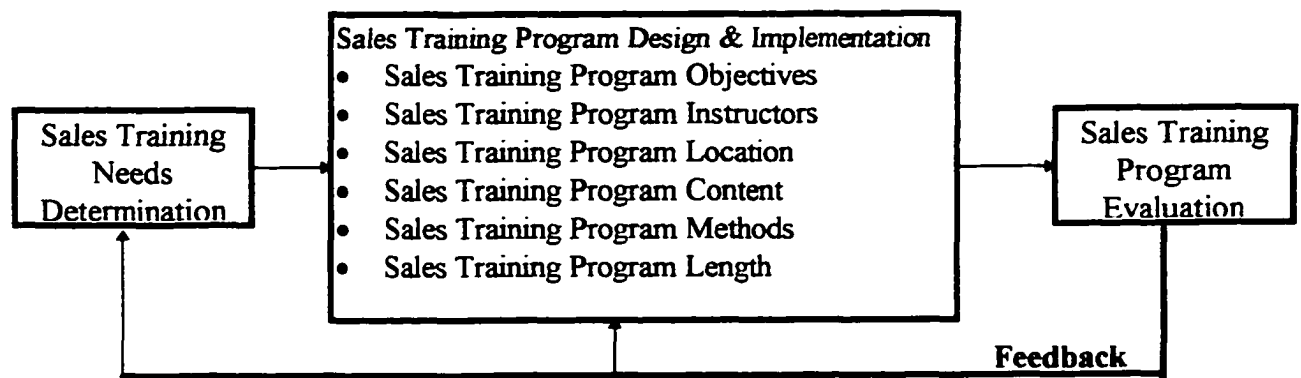 Sales Training
Needs
Determination
Sales Training Program Design & Implementation
• Sales Training Program Objectives
• Sales Training Program Instructors
• Sales Training Program Location
• Sales Training Program Content
• Sales Training Program Methods
• Sales Training Program Length
Sales Training
Program
Evaluation
Feedback